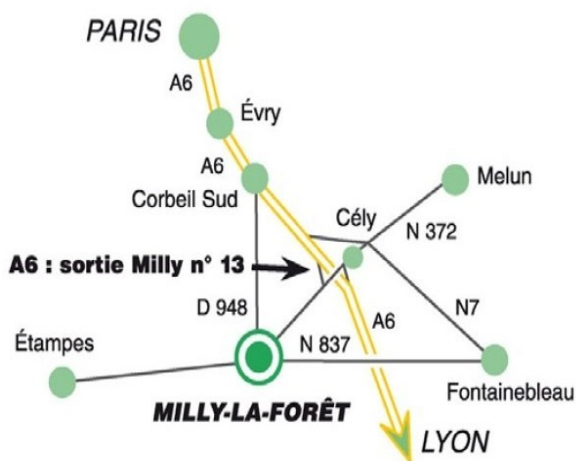 PARIS
A6
Évry
A6
Corbeil Sud
Melun
Cély
N 372
A6 : sortie Milly n° 13
D 948
A6
N7
Étampes
N 837
Fontainebleau
MILLY-LA-FORÊT
LYON